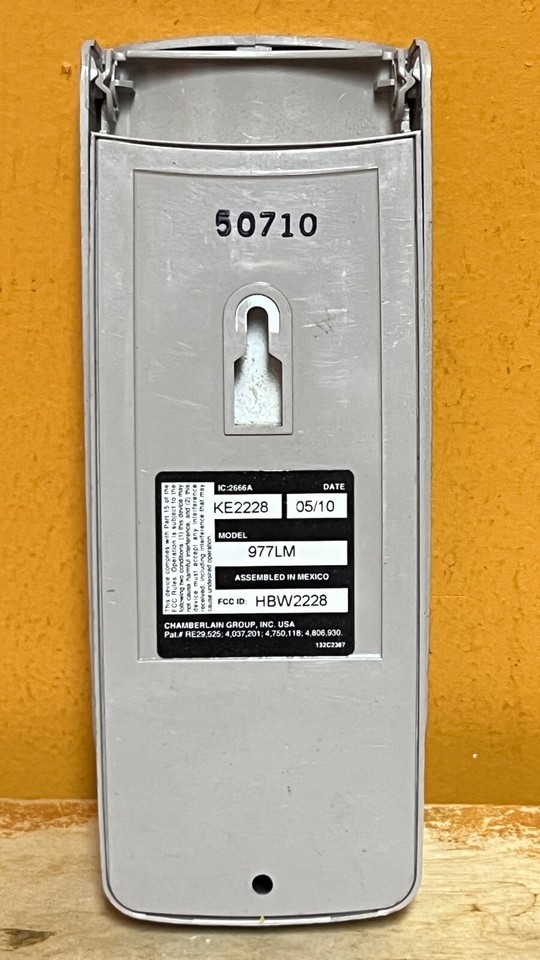 50710
IC:2666A
DATE
KE2228
05/10
MODEL
977LM
ASSEMBLED IN MEXICO
FCC ID: HBW2228
This device complies with Part 15 of the
FCC Rules. Operation is subject to the
following two conditions: (1) this device may
not cause harmful interference, and (2) this
device must accept any interference
received, including interference that may
cause undesired operation.
CHAMBERLAIN GROUP, INC. USA
Pat.# RE29,525; 4,037,201; 4,750,118; 4,806,930.
132C2387